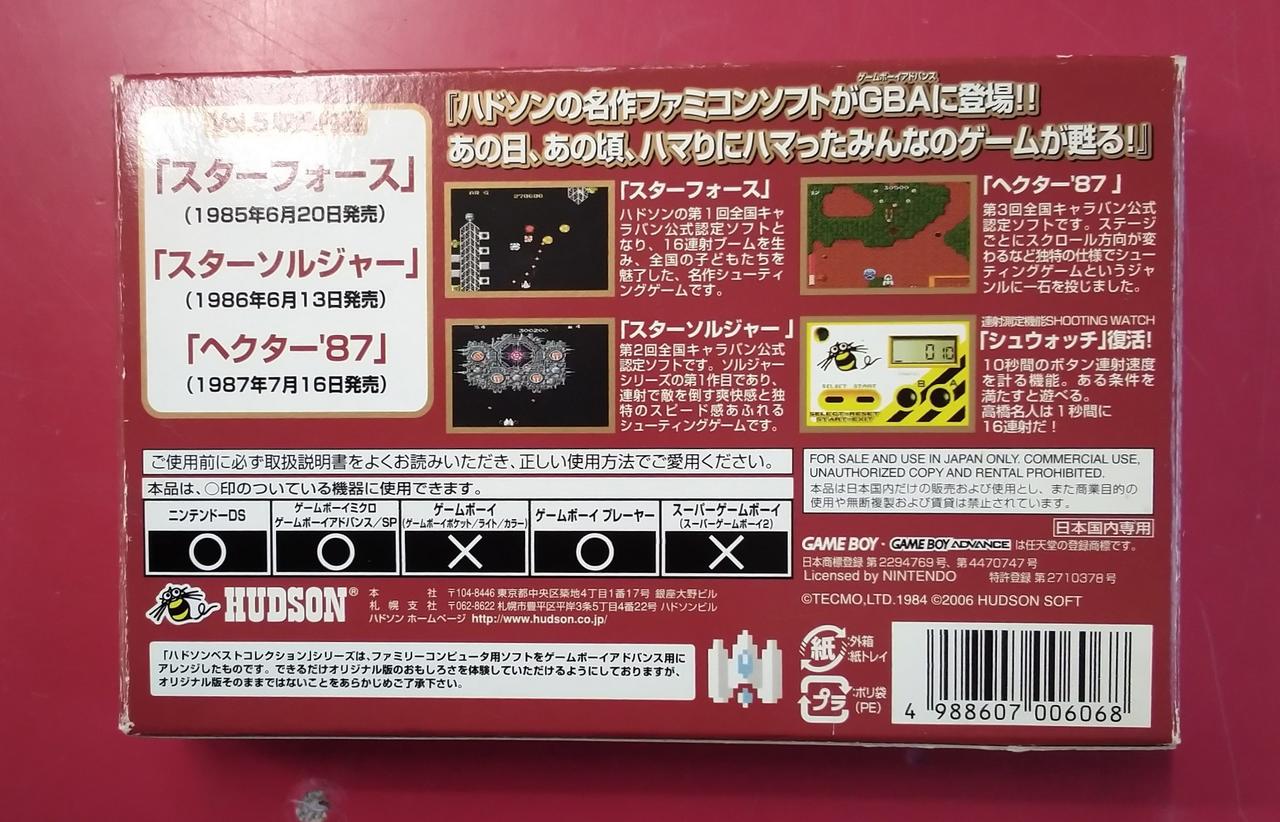 ゲームボーイアドバンス
『ハドソンの名作ファミコンソフトがGBAに登場!!
あの日、あの頃、ハマりにハマったみんなのゲームが甦る!』
Vol.5 収録内容
「スターフォース」
(1985年6月20日発売)
「スターソルジャー」
(1986年6月13日発売)
「ヘクター'87」
(1987年7月16日発売)
「スターフォース」
ハドソンの第1回全国キャ
ラバン公式認定ソフトと
なり、16連射ブームを生
み、全国の子どもたちを
魅了した、名作シューティ
ングゲームです。
「ヘクター'87」
第3回全国キャラバン公式
認定ソフトです。ステージ
ごとにスクロール方向が変
わるなど独特の仕様でシュー
ティングゲームというジャ
ンルに一石を投じました。
30500
300200
「スターソルジャー」
第2回全国キャラバン公式
認定ソフトです。ソルジャー
シリーズの第1作目であり、
連射で敵を倒す爽快感と独
特のスピード感あふれる
シューティングゲームです。
010
SELECT START
B A
SELECT=RESET
START=EXIT
連射測定機能SHOOTING WATCH
「シュウォッチ」復活!
10秒間のボタン連射速度
を計る機能。ある条件を
満たすと遊べる。
高橋名人は1秒間に
16連射だ!
ご使用前に必ず取扱説明書をよくお読みいただき、正しい使用方法でご愛用ください。
本品は、○印のついている機器に使用できます。
ニンテンドーDS
ゲームボーイミクロ
ゲームボーイアドバンス/SP
ゲームボーイ
(ゲームボーイポケット/ライト/カラー)
ゲームボーイ プレーヤー
スーパーゲームボーイ
(スーパーゲームボーイ2)
○ ○ × ○ ×
FOR SALE AND USE IN JAPAN ONLY. COMMERCIAL USE,
UNAUTHORIZED COPY AND RENTAL PROHIBITED.
本品は日本国内だけの販売および使用とし、また商業目的の
使用や無断複製および賃貸は禁止されています。
日本国内専用
GAME BOY・GAME BOY ADVANCE は任天堂の登録商標です。
日本商標登録 第2294769号、第4470747号
Licensed by NINTENDO 特許登録 第2710378号
©TECMO,LTD.1984 ©2006 HUDSON SOFT
HUDSON®
本社 〒104-8446 東京都中央区築地4丁目1番17号 銀座大野ビル
札幌支社 〒062-8622 札幌市豊平区平岸3条5丁目4番22号 ハドソンビル
ハドソン ホームページ http://www.hudson.co.jp/
「ハドソンベストコレクション」シリーズは、ファミリーコンピュータ用ソフトをゲームボーイアドバンス用に
アレンジしたものです。できるだけオリジナル版のおもしろさを体験していただけるようにしておりますが、
オリジナル版そのままではないことをあらかじめご了承下さい。
紙
:外箱
:紙トレイ
プラ
:ポリ袋
(PE)
4 988607 006068